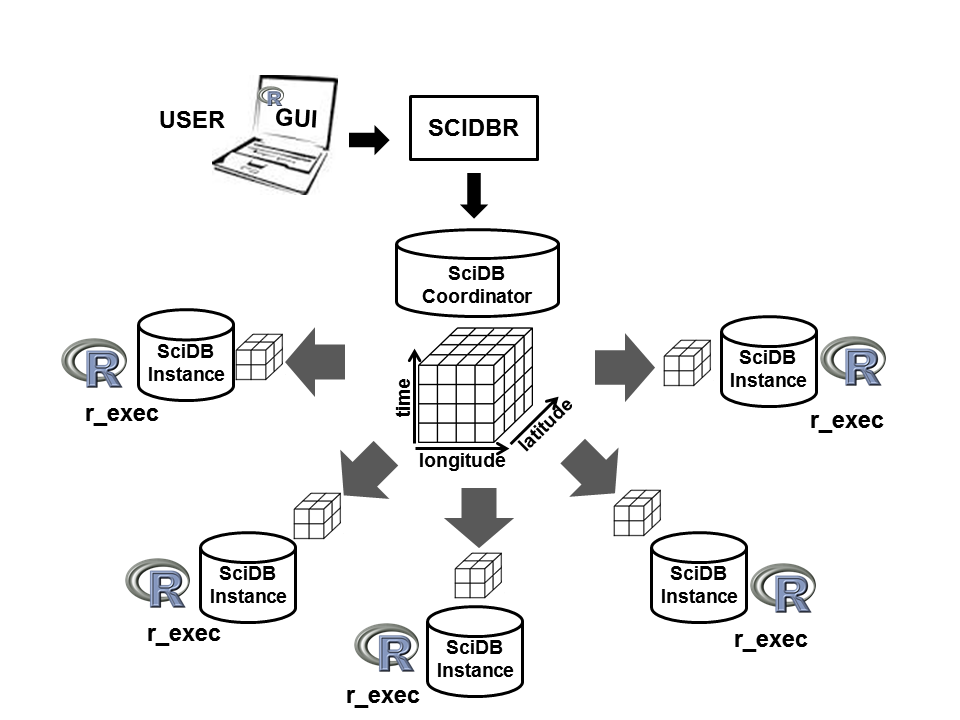 R
USER
GUI
SCIDBR
SciDB
Coordinator
SciDB
Instance
R
r_exec
time
longitude
latitude
SciDB
Instance
R
r_exec
SciDB
Instance
R
r_exec
SciDB
Instance
R
r_exec
SciDB
Instance
R
r_exec